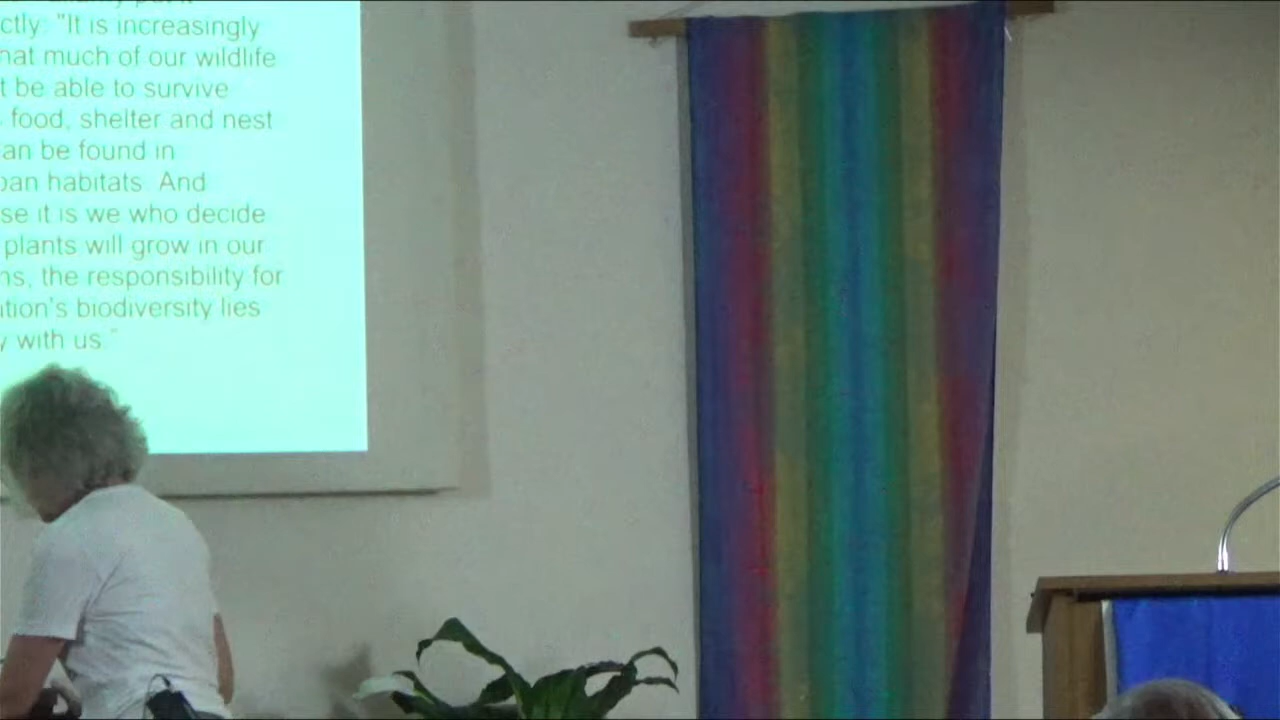 ctly: "It is increasingly
hat much of our wildlife
t be able to survive
food, shelter and nest
an be found in
ban habitats. And
se it is we who decide
plants will grow in our
ns, the responsibility for
ation's biodiversity lies
y with us."